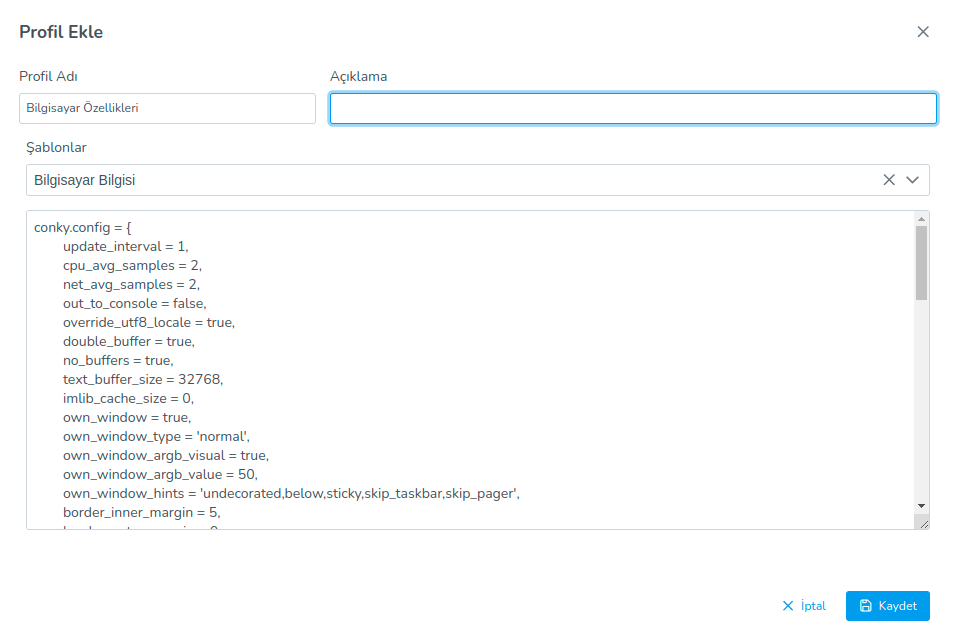 Profil Ekle
Profil Adı
Açıklama
Bilgisayar Özellikleri
Şablonlar
Bilgisayar Bilgisi
conky.config = {
update_interval = 1,
cpu_avg_samples = 2,
net_avg_samples = 2,
out_to_console = false,
override_utf8_locale = true,
double_buffer = true,
no_buffers = true,
text_buffer_size = 32768,
imlib_cache_size = 0,
own_window = true,
own_window_type = 'normal',
own_window_argb_visual = true,
own_window_argb_value = 50,
own_window_hints = 'undecorated,below,sticky,skip_taskbar,skip_pager',
border_inner_margin = 5,
İptal
Kaydet